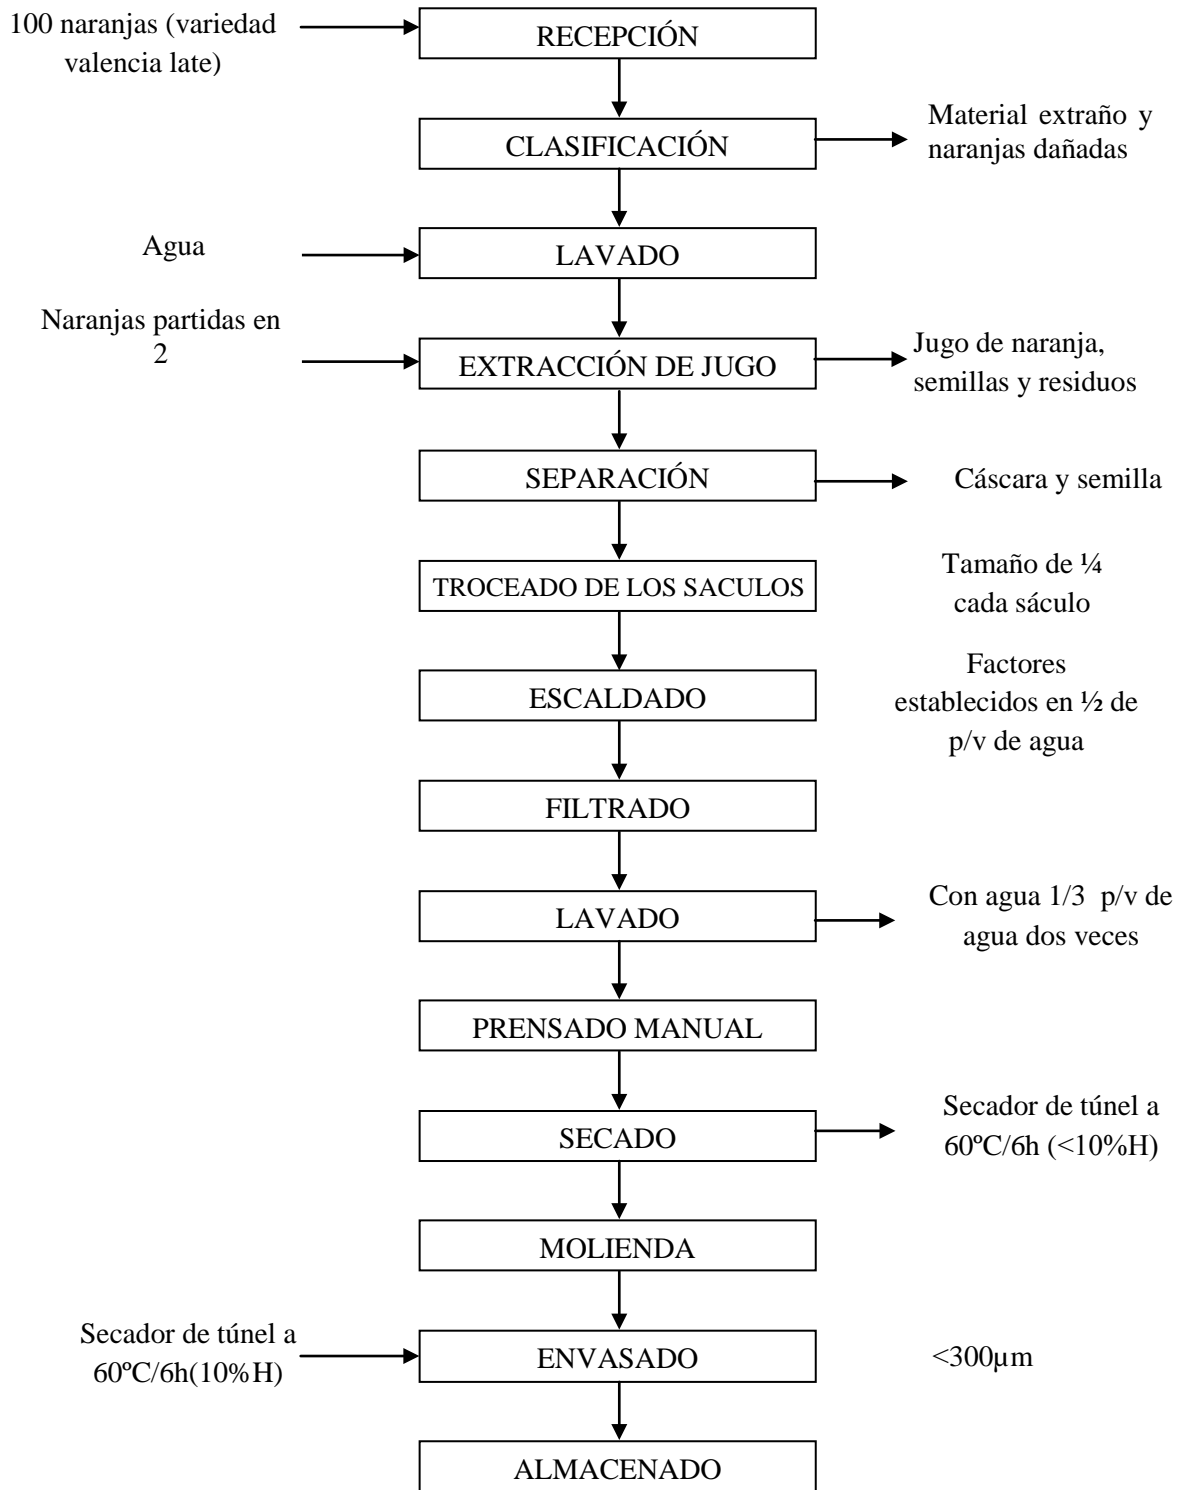 100 naranjas (variedad
valencia late)
RECEPCIÓN
CLASIFICACIÓN
Material extraño y
naranjas dañadas
Agua
LAVADO
Naranjas partidas en
2
EXTRACCIÓN DE JUGO
Jugo de naranja,
semillas y residuos
SEPARACIÓN
Cáscara y semilla
TROCEADO DE LOS SACULOS
Tamaño de ¼
cada sáculo
ESCALDADO
Factores
establecidos en ½ de
p/v de agua
FILTRADO
LAVADO
Con agua 1/3 p/v de
agua dos veces
PRENSADO MANUAL
SECADO
Secador de túnel a
60ºC/6h (<10%H)
MOLIENDA
Secador de túnel a
60ºC/6h(10%H)
ENVASADO
<300µm
ALMACENADO